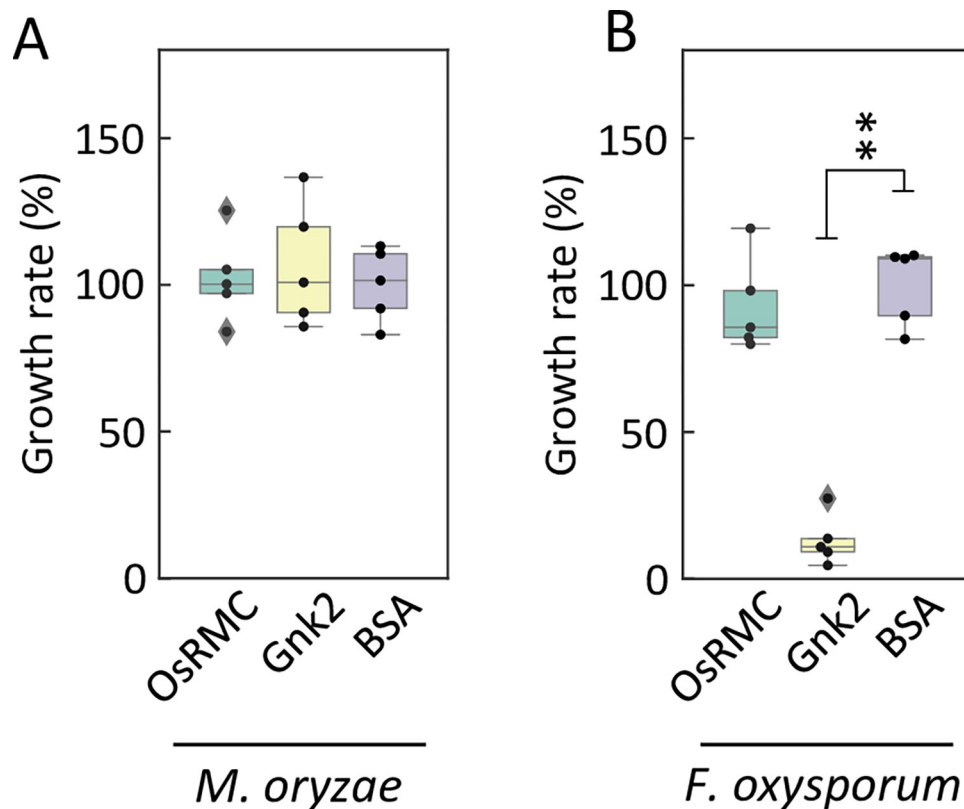 A
Growth rate (%)
150
100
50
0
OsRMC
Gnk2
BSA
M. oryzae
B
Growth rate (%)
150
100
50
0
**
OsRMC
Gnk2
BSA
F. oxysporum